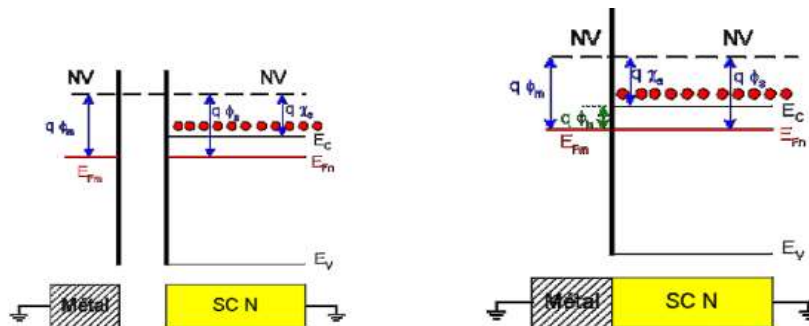 NV
NV
q ϕm
q ϕs
q χs
EC
EFm
EFn
EV
Métal
SC N
NV
NV
q ϕm
q χs
q ϕs
q ϕb
EC
EFm
EFn
EV
Métal
SC N